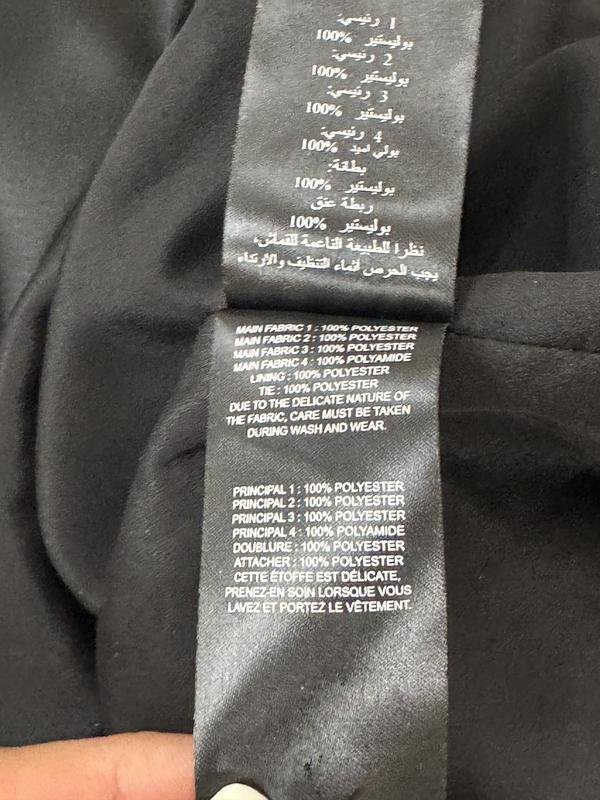 1 رئيسي:
بوليستير 100%
2 رئيسي:
بوليستير 100%
3 رئيسي:
بوليستير 100%
4 رئيسي:
بولي اميد 100%
بطانة:
بوليستير 100%
ربطة عنق
بوليستير 100%
نظرا للطبيعة الناعمة للقماش،
يجب الحرص أثناء التنظيف والارتداء
MAIN FABRIC 1 : 100% POLYESTER
MAIN FABRIC 2 : 100% POLYESTER
MAIN FABRIC 3 : 100% POLYESTER
MAIN FABRIC 4 : 100% POLYAMIDE
LINING : 100% POLYESTER
TIE : 100% POLYESTER
DUE TO THE DELICATE NATURE OF
THE FABRIC, CARE MUST BE TAKEN
DURING WASH AND WEAR.
PRINCIPAL 1 : 100% POLYESTER
PRINCIPAL 2 : 100% POLYESTER
PRINCIPAL 3 : 100% POLYESTER
PRINCIPAL 4 : 100% POLYAMIDE
DOUBLURE : 100% POLYESTER
ATTACHER : 100% POLYESTER
CETTE ÉTOFFE EST DÉLICATE,
PRENEZ-EN SOIN LORSQUE VOUS
LAVEZ ET PORTEZ LE VÊTEMENT.